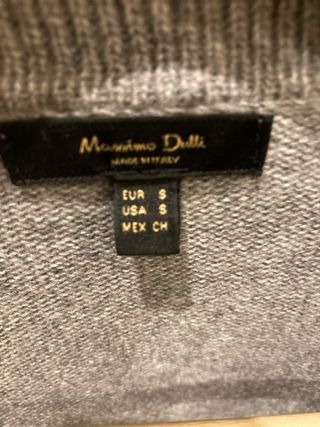 Massimo Dutti
MADE IN ITALY
EUR S
USA S
MEX CH